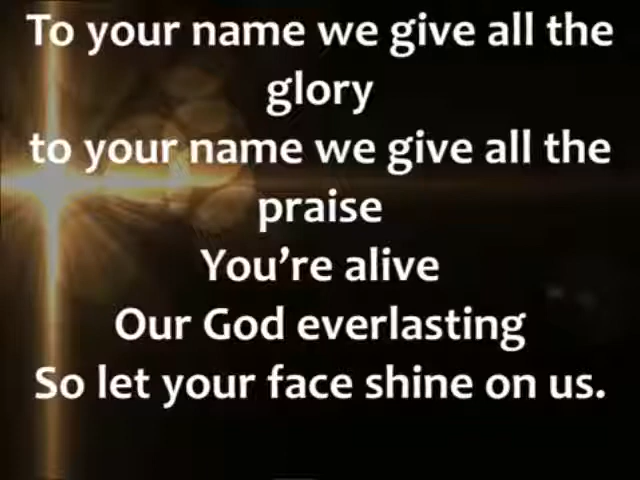 To your name we give all the
glory
to your name we give all the
praise
You’re alive
Our God everlasting
So let your face shine on us.